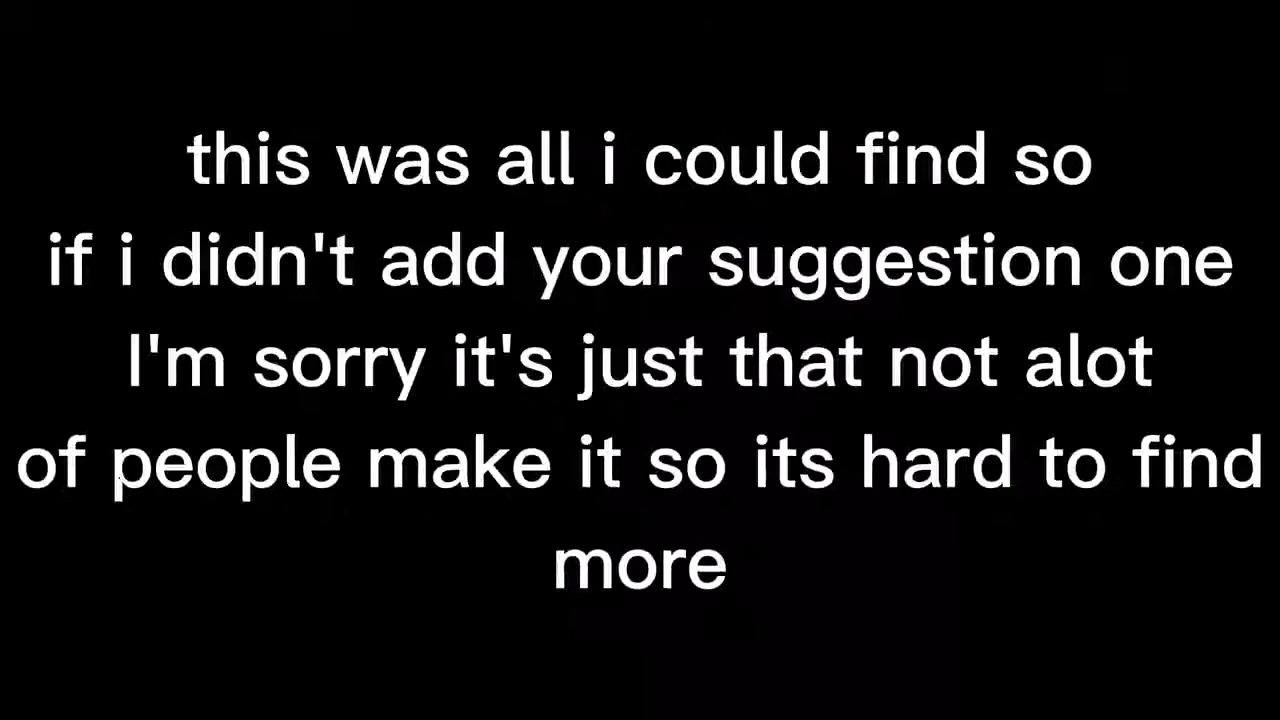 this was all i could find so
if i didn't add your suggestion one
I'm sorry it's just that not alot
of people make it so its hard to find
more